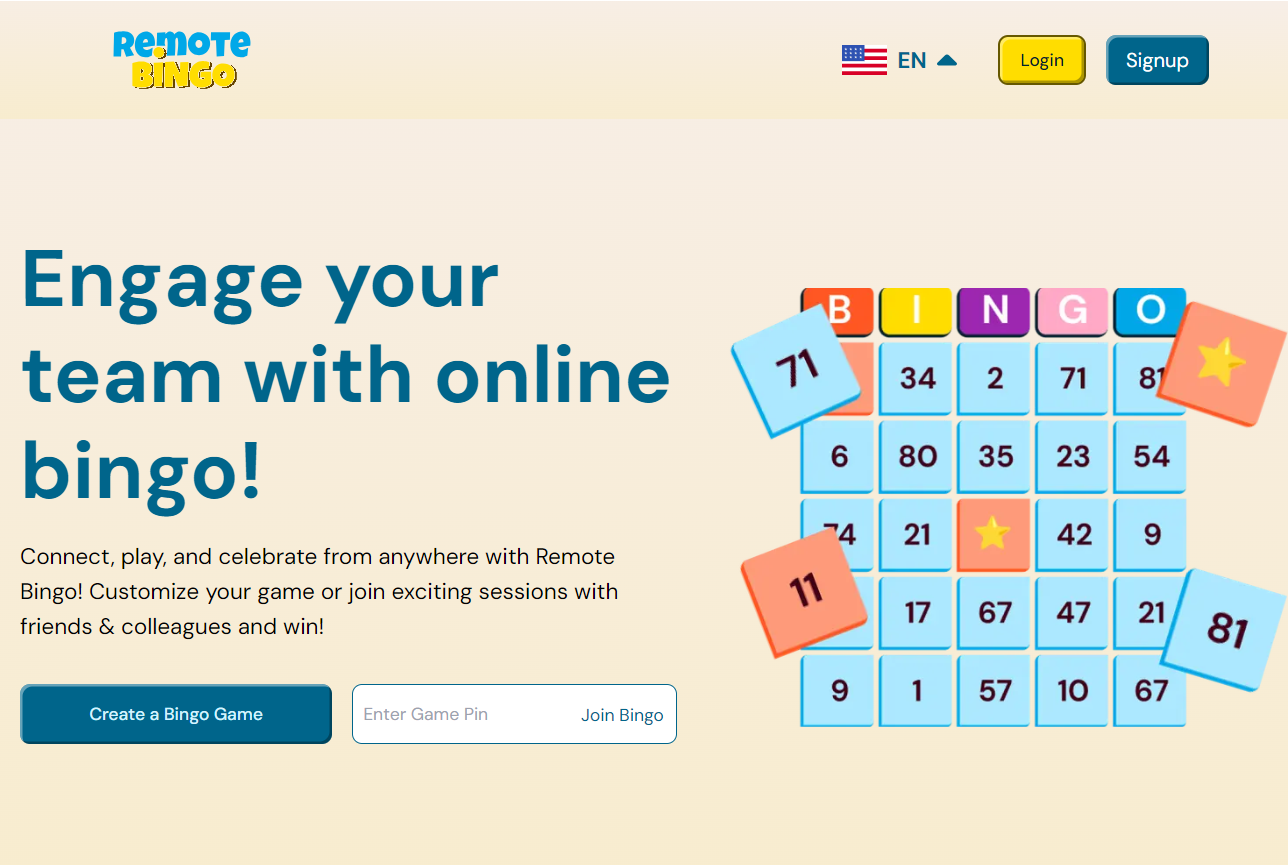 ReMOTE
BINGO
EN
Login
Signup
Engage your
team with online
bingo!
Connect, play, and celebrate from anywhere with Remote
Bingo! Customize your game or join exciting sessions with
friends & colleagues and win!
Create a Bingo Game
Enter Game Pin
Join Bingo
B I N G O
71
34 2 71 81
6 80 35 23 54
74 21 42 9
11
17 67 47 21
81
9 1 57 10 67